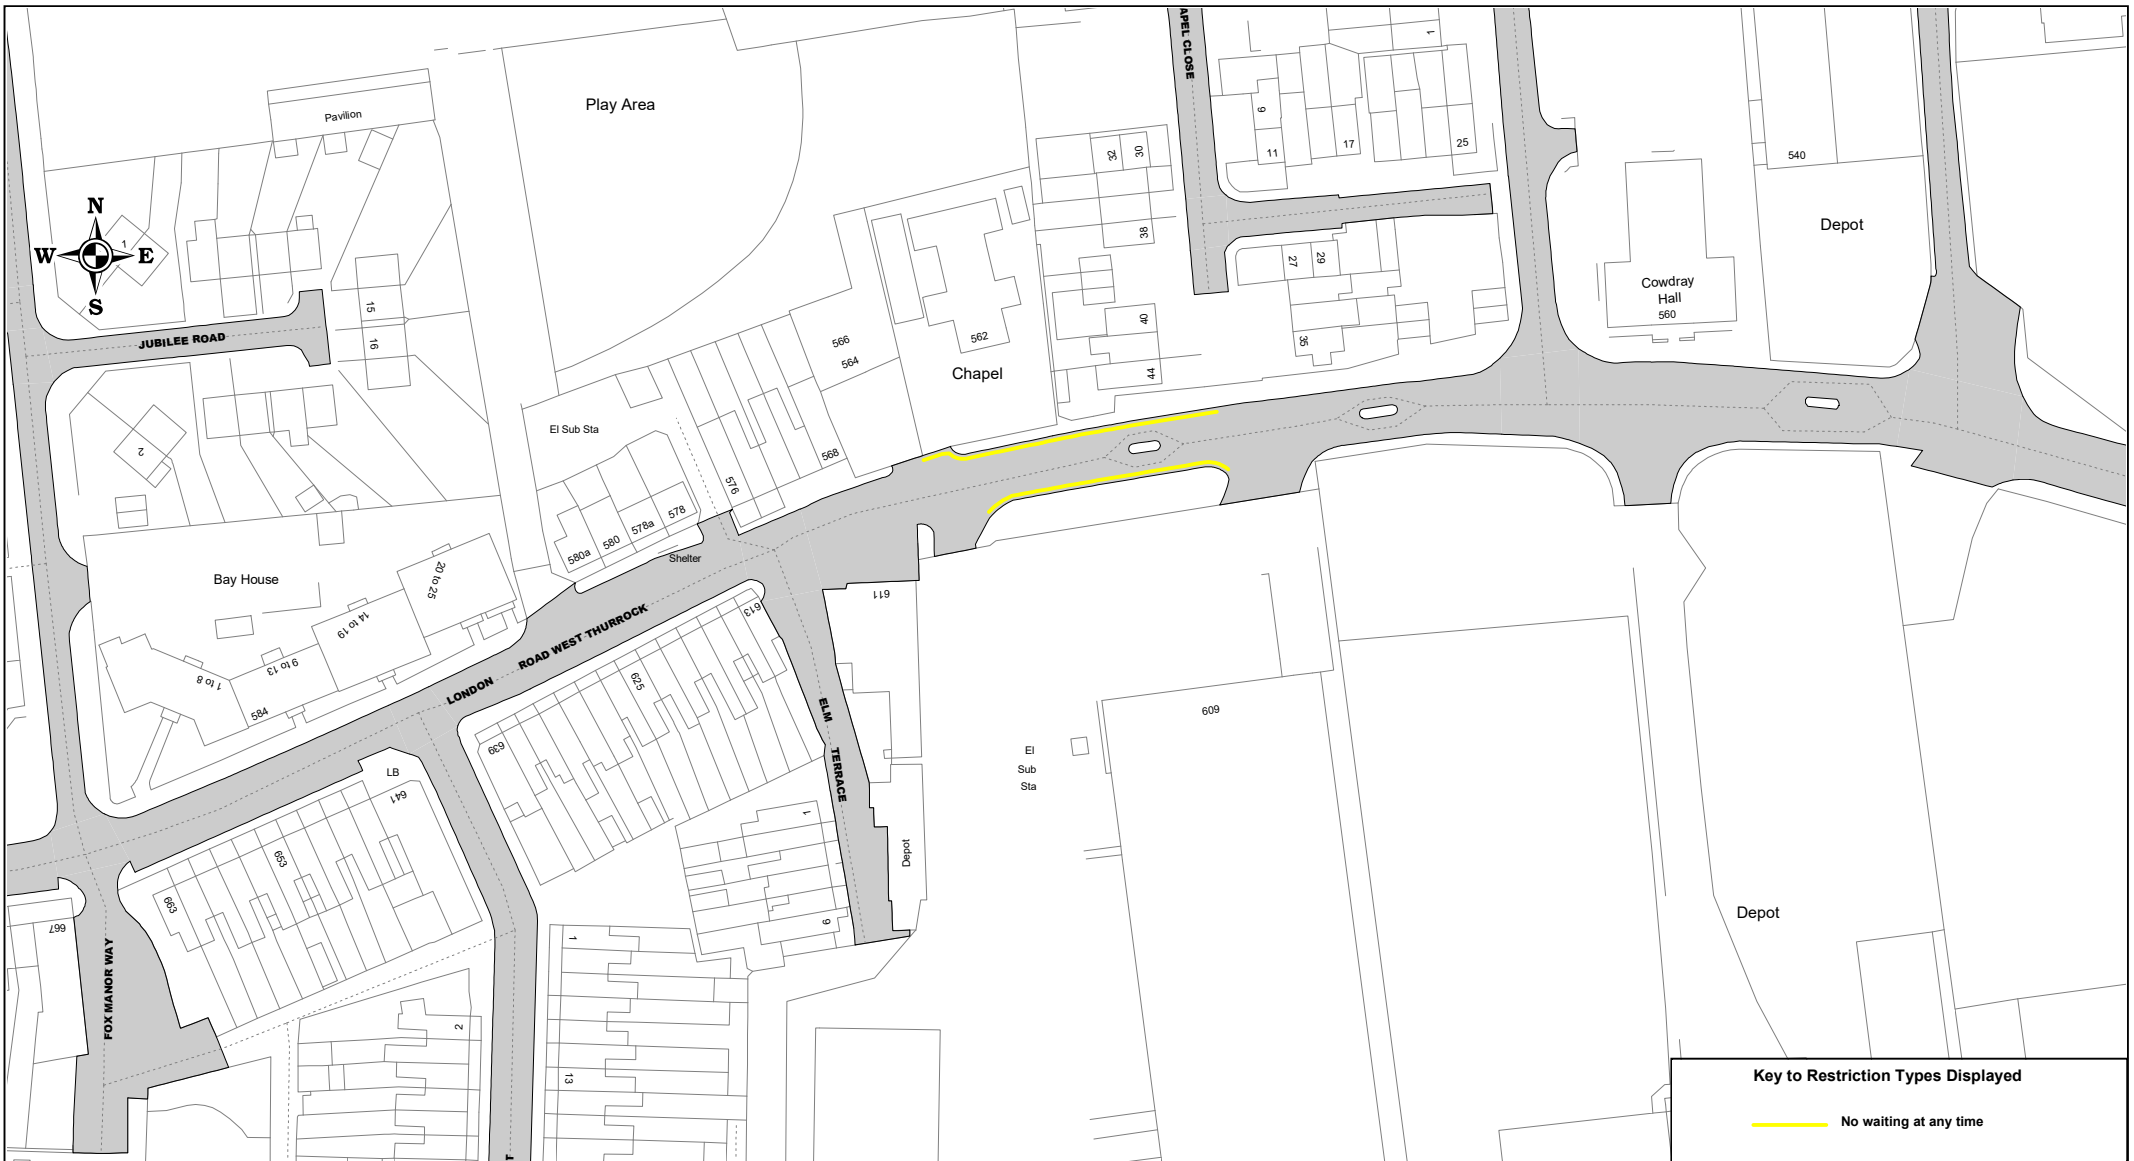 APEL CLOSE
1
Play Area
Pavilion
9
11
17
25
32
30
540
N
W
E
S
1
38
Depot
27
29
Cowdray
Hall
560
15
16
JUBILEE ROAD
566
564
562
40
35
44
Chapel
2
El Sub Sta
568
576
578
578a
580
580a
Shelter
Bay House
20 to 25
14 to 19
9 to 13
1 to 8
584
LONDON
ROAD WEST THURROCK
613
611
625
639
ELM
TERRACE
609
El
Sub
Sta
LB
641
653
663
667
1
9
Depot
Depot
FOX MANOR WAY
1
2
13
T
Key to Restriction Types Displayed
No waiting at any time